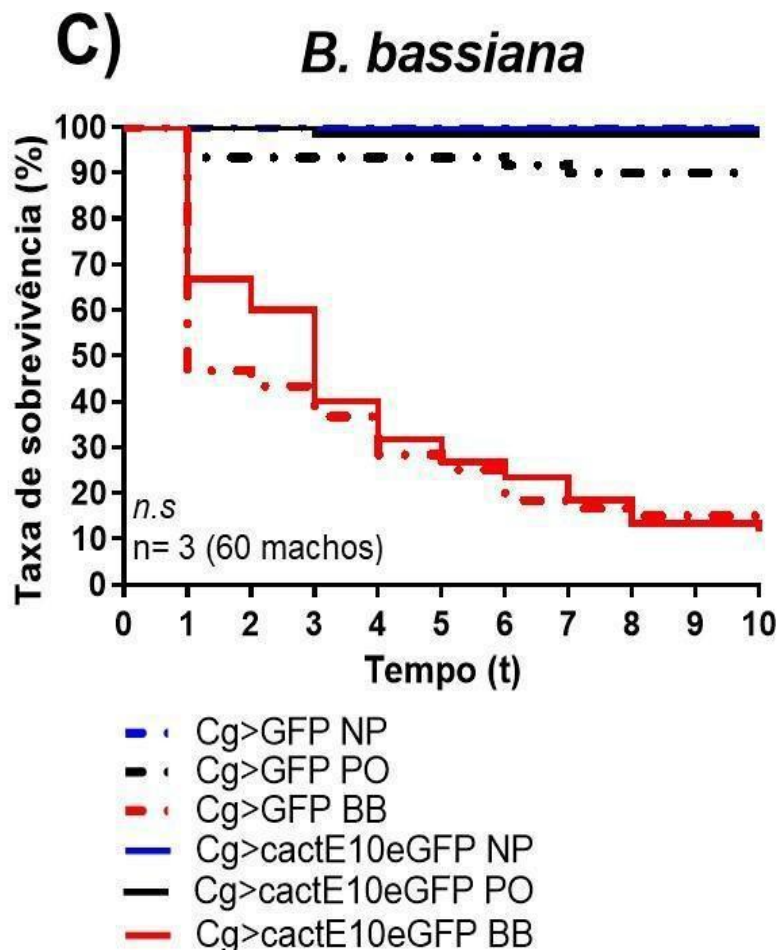 C)
B. bassiana
Taxa de sobrevivência (%)
100
90
80
70
60
50
40
30
20
10
0
n.s
n= 3 (60 machos)
0 1 2 3 4 5 6 7 8 9 10
Tempo (t)
Cg>GFP NP
Cg>GFP PO
Cg>GFP BB
Cg>cactE10eGFP NP
Cg>cactE10eGFP PO
Cg>cactE10eGFP BB